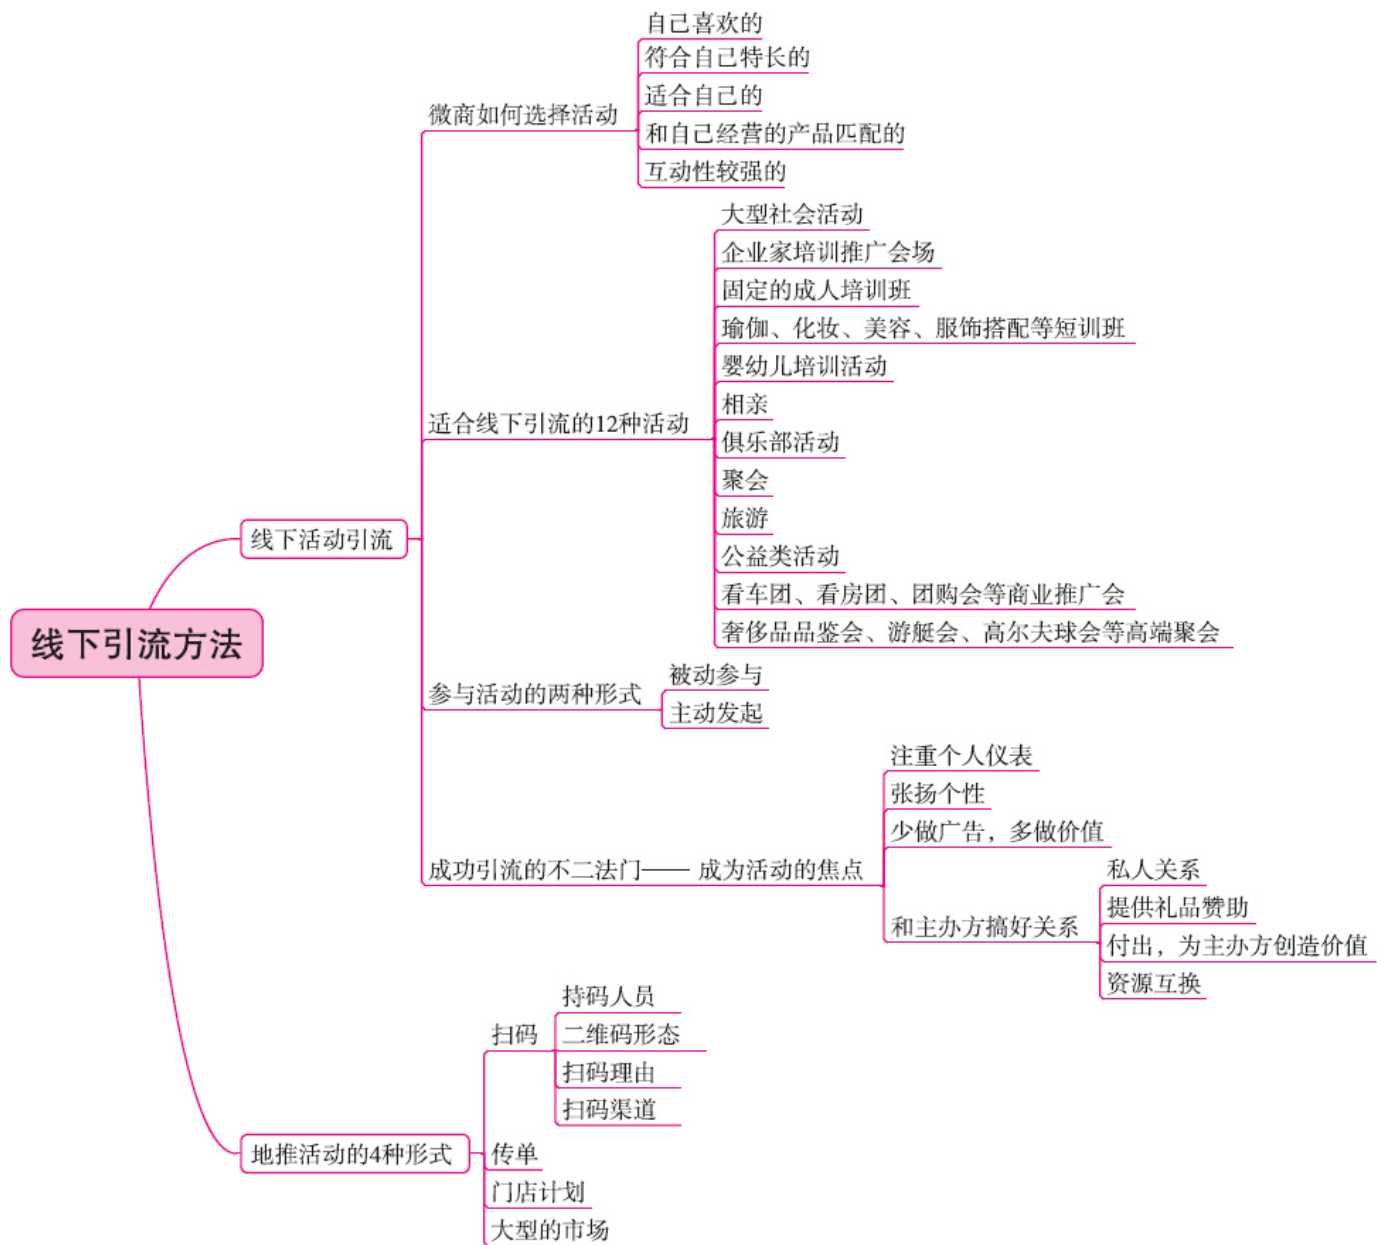 线下引流方法
线下活动引流
微商如何选择活动
自己喜欢的
符合自己特长的
适合自己的
和自己经营的产品匹配的
互动性较强的
适合线下引流的12种活动
大型社会活动
企业家培训推广会场
固定的成人培训班
瑜伽、化妆、美容、服饰搭配等短训班
婴幼儿培训活动
相亲
俱乐部活动
聚会
旅游
公益类活动
看车团、看房团、团购会等商业推广会
奢侈品品鉴会、游艇会、高尔夫球会等高端聚会
参与活动的两种形式
被动参与
主动发起
成功引流的不二法门—— 成为活动的焦点
注重个人仪表
张扬个性
少做广告，多做价值
和主办方搞好关系
私人关系
提供礼品赞助
付出，为主办方创造价值
资源互换
地推活动的4种形式
扫码
持码人员
二维码形态
扫码理由
扫码渠道
传单
门店计划
大型的市场